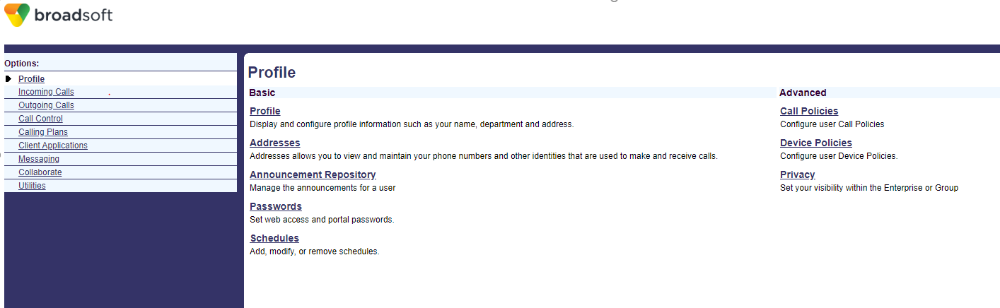 broadsoft
Options:
Profile
Incoming Calls
Outgoing Calls
Call Control
Calling Plans
Client Applications
Messaging
Collaborate
Utilities
Profile
Basic
Profile
Display and configure profile information such as your name, department and address.
Addresses
Addresses allows you to view and maintain your phone numbers and other identities that are used to make and receive calls.
Announcement Repository
Manage the announcements for a user
Passwords
Set web access and portal passwords.
Schedules
Add, modify, or remove schedules.
Advanced
Call Policies
Configure user Call Policies
Device Policies
Configure user Device Policies.
Privacy
Set your visibility within the Enterprise or Group